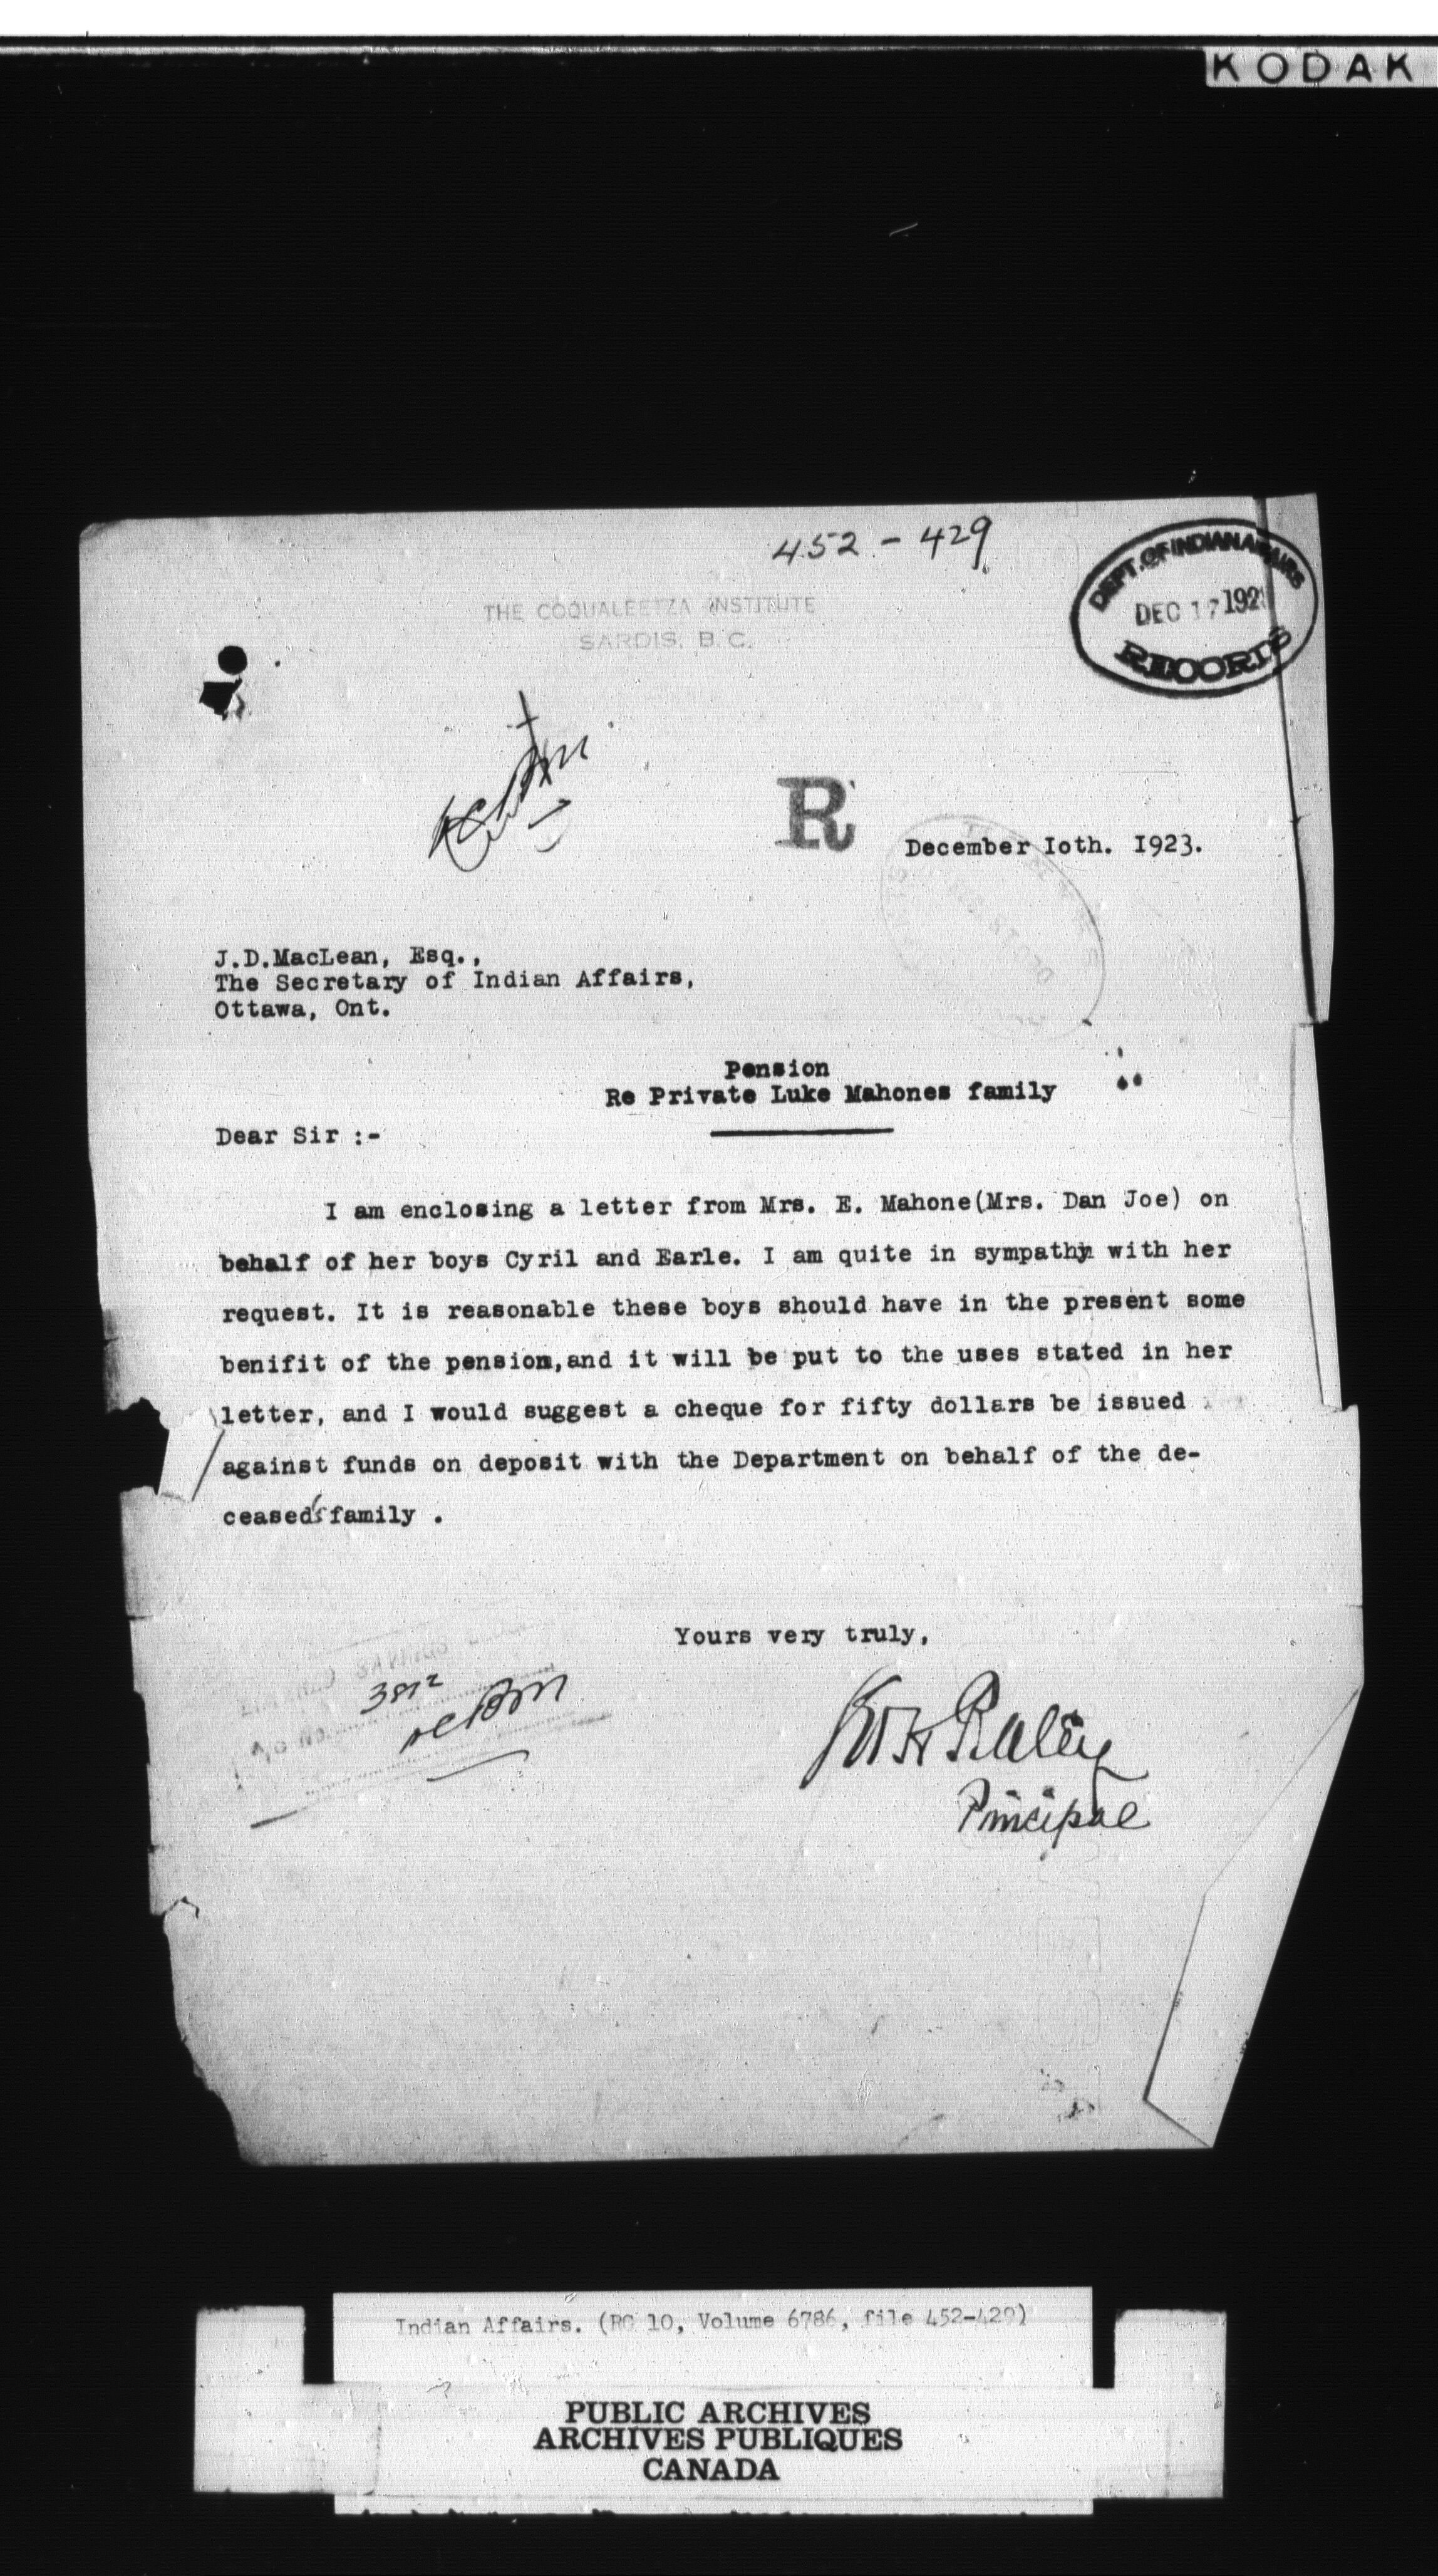 KODAK
452-429
DEPT. OF INDIAN AFFAIRS
DEC 17 1923
RECORDS
THE COQUALEETZA INSTITUTE
SARDIS, B.C.
R
December Ioth. I923.
J.D.MacLean, Esq.,
The Secretary of Indian Affairs,
Ottawa, Ont.
Pension
Re Private Luke Mahones family
Dear Sir :-
I am enclosing a letter from Mrs. E. Mahone(Mrs. Dan Joe) on
behalf of her boys Cyril and Earle. I am quite in sympathy with her
request. It is reasonable these boys should have in the present some
benifit of the pension,and it will be put to the uses stated in her
letter, and I would suggest a cheque for fifty dollars be issued
against funds on deposit with the Department on behalf of the de-
ceased's family .
Yours very truly,
Raley
Principal
Indian Affairs. (RG 10, Volume 6786, file 452-429)
PUBLIC ARCHIVES
ARCHIVES PUBLIQUES
CANADA